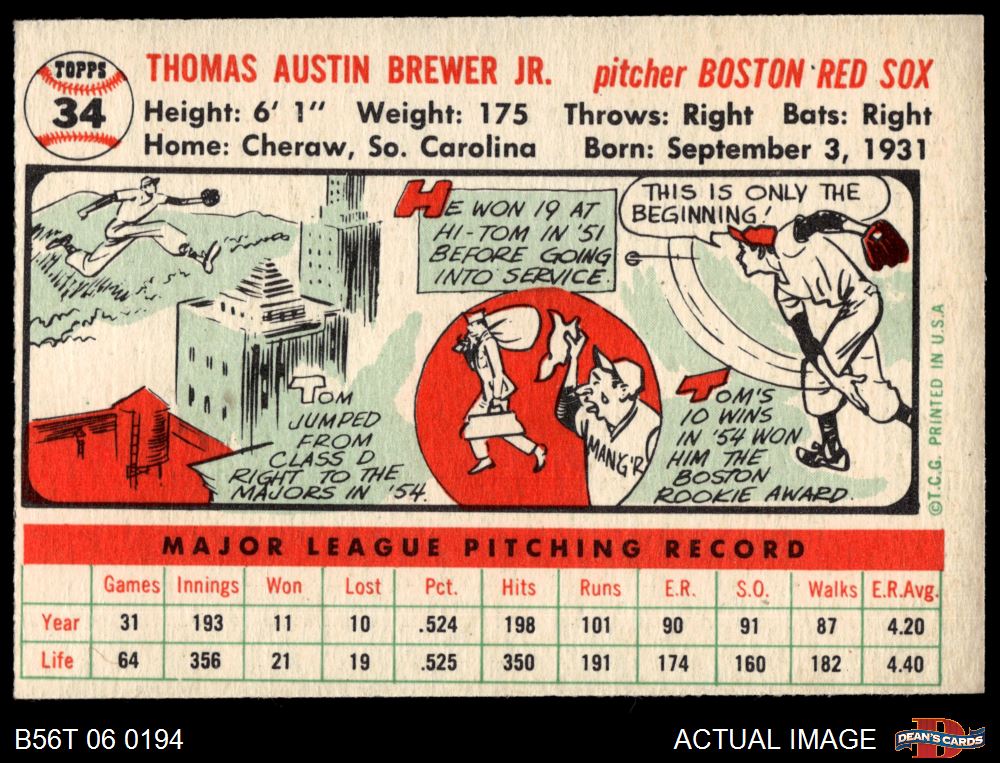 TOPPS
34
THOMAS AUSTIN BREWER JR. pitcher BOSTON RED SOX
Height: 6' 1" Weight: 175 Throws: Right Bats: Right
Home: Cheraw, So. Carolina Born: September 3, 1931
TOM
JUMPED
FROM
CLASS D
RIGHT TO THE
MAJORS IN '54.
HE WON 19 AT
HI-TOM IN '51
BEFORE GOING
INTO SERVICE.
MANG'R
THIS IS ONLY THE
BEGINNING!
TOM'S
10 WINS
IN '54 WON
HIM THE
BOSTON
ROOKIE AWARD.
©T.C.G. PRINTED IN U.S.A
MAJOR LEAGUE PITCHING RECORD
Games Innings Won Lost Pct. Hits Runs E.R. S.O. Walks E.R.Avg.
Year 31 193 11 10 .524 198 101 90 91 87 4.20
Life 64 356 21 19 .525 350 191 174 160 182 4.40
B56T 06 0194
ACTUAL IMAGE
DEAN'S CARDS